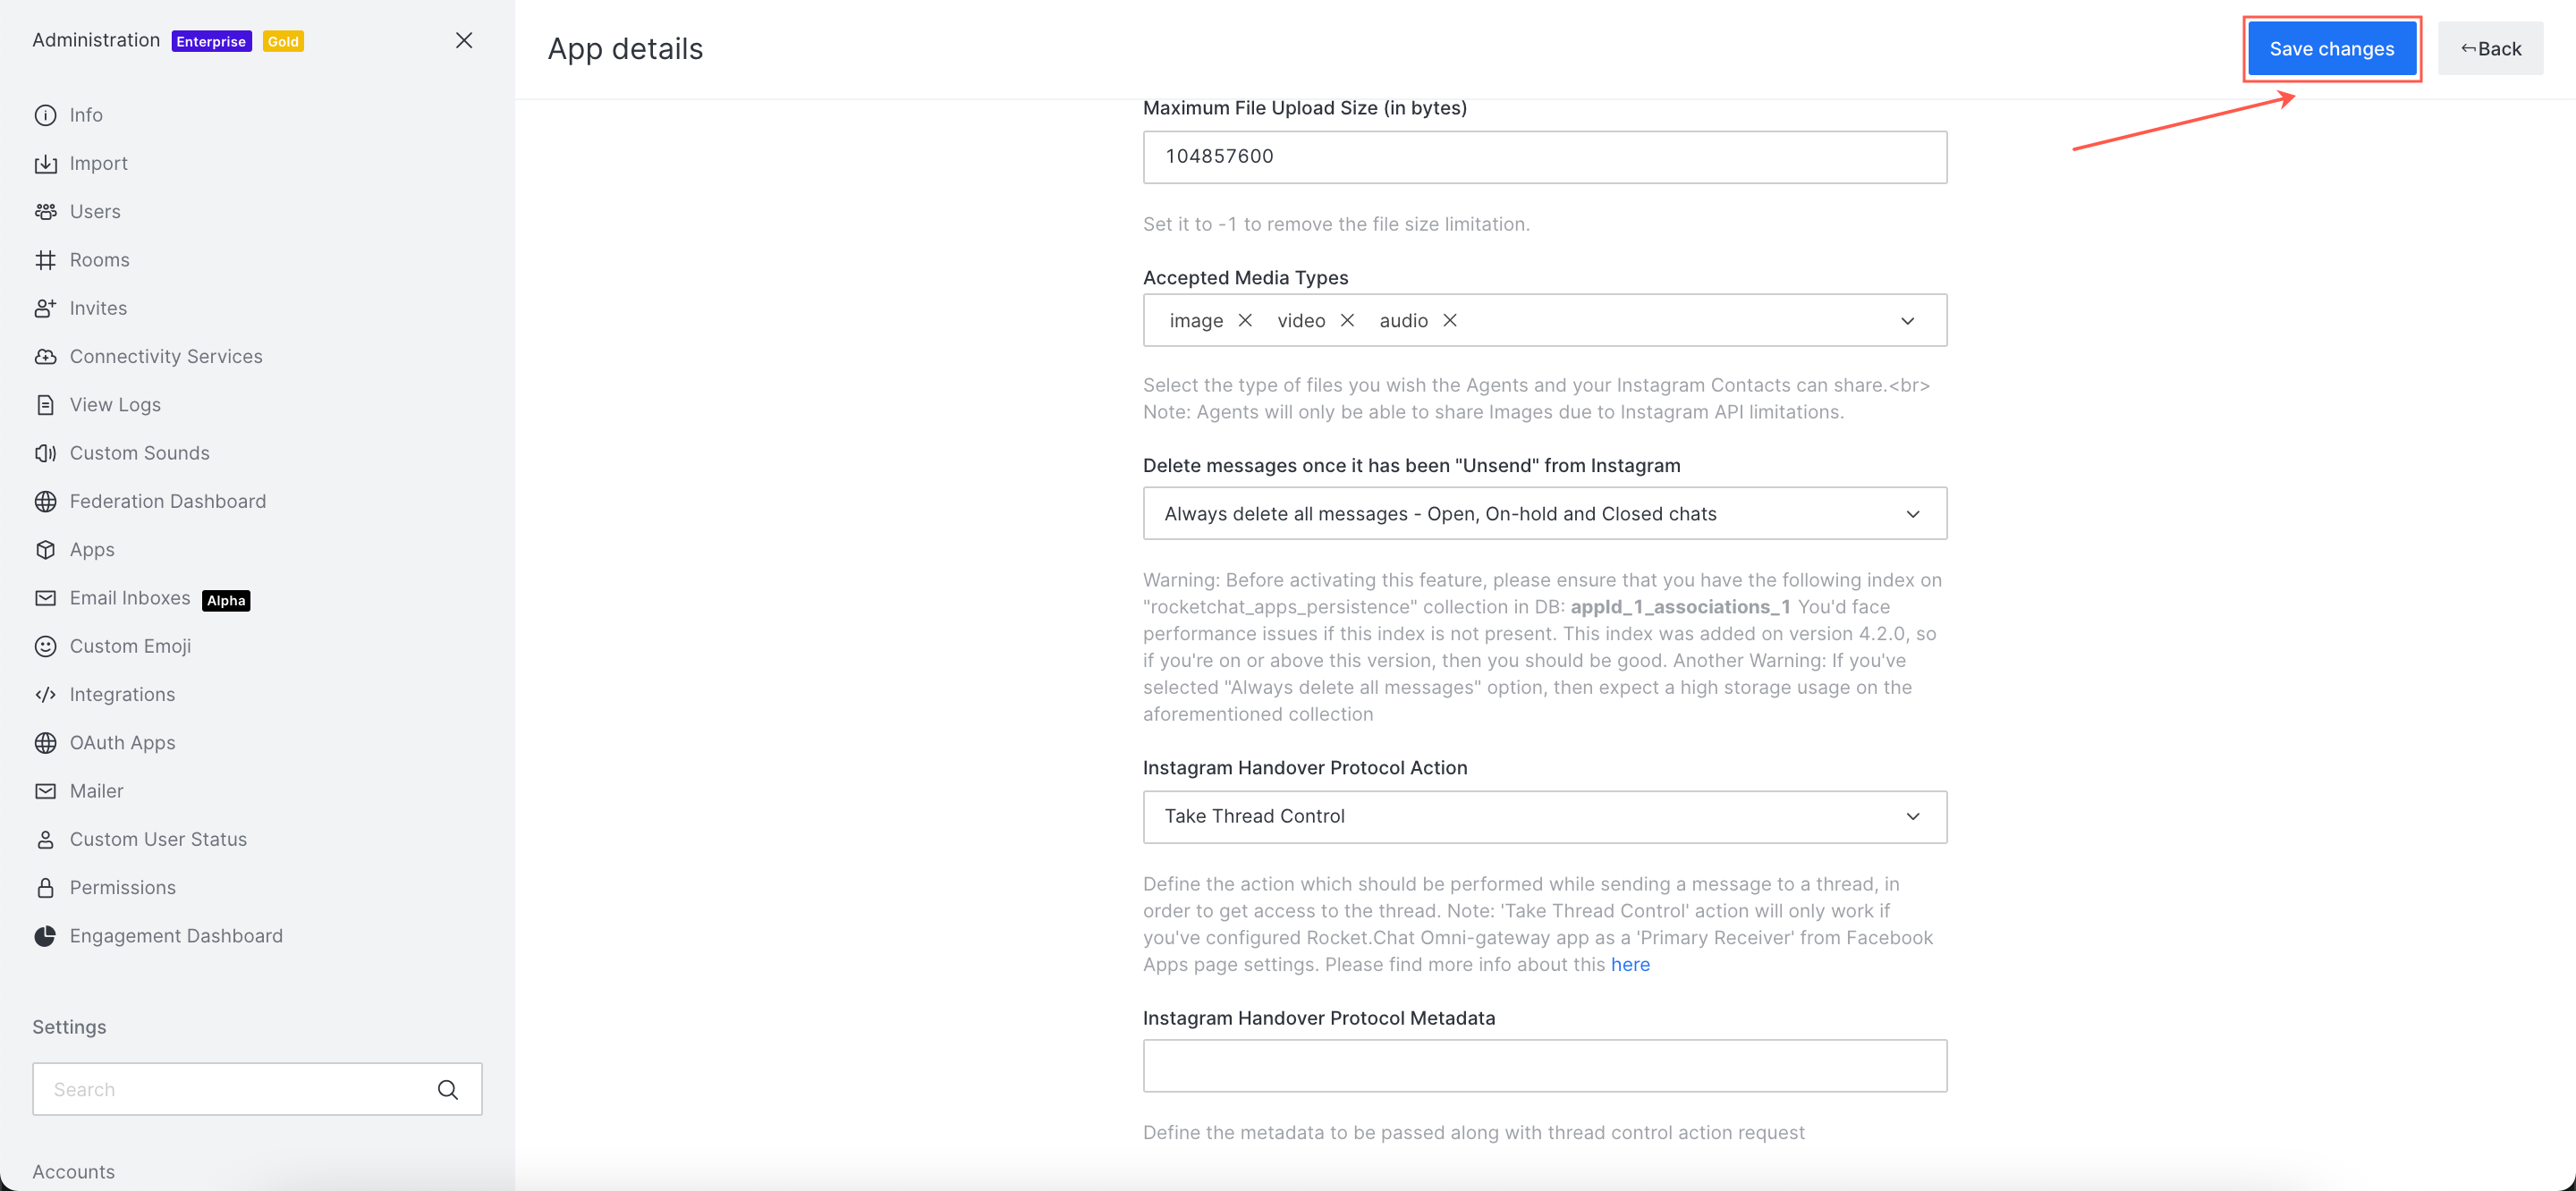 Administration Enterprise Gold
Info
Import
Users
Rooms
Invites
Connectivity Services
View Logs
Custom Sounds
Federation Dashboard
Apps
Email Inboxes Alpha
Custom Emoji
Integrations
OAuth Apps
Mailer
Custom User Status
Permissions
Engagement Dashboard
Settings
Search
Accounts
App details
Save changes
Back
Maximum File Upload Size (in bytes)
104857600
Set it to -1 to remove the file size limitation.
Accepted Media Types
image video audio
Select the type of files you wish the Agents and your Instagram Contacts can share.<br>
Note: Agents will only be able to share Images due to Instagram API limitations.
Delete messages once it has been "Unsend" from Instagram
Always delete all messages - Open, On-hold and Closed chats
Warning: Before activating this feature, please ensure that you have the following index on
"rocketchat_apps_persistence" collection in DB: appId_1_associations_1 You'd face
performance issues if this index is not present. This index was added on version 4.2.0, so
if you're on or above this version, then you should be good. Another Warning: If you've
selected "Always delete all messages" option, then expect a high storage usage on the
aforementioned collection
Instagram Handover Protocol Action
Take Thread Control
Define the action which should be performed while sending a message to a thread, in
order to get access to the thread. Note: 'Take Thread Control' action will only work if
you've configured Rocket.Chat Omni-gateway app as a 'Primary Receiver' from Facebook
Apps page settings. Please find more info about this here
Instagram Handover Protocol Metadata
Define the metadata to be passed along with thread control action request